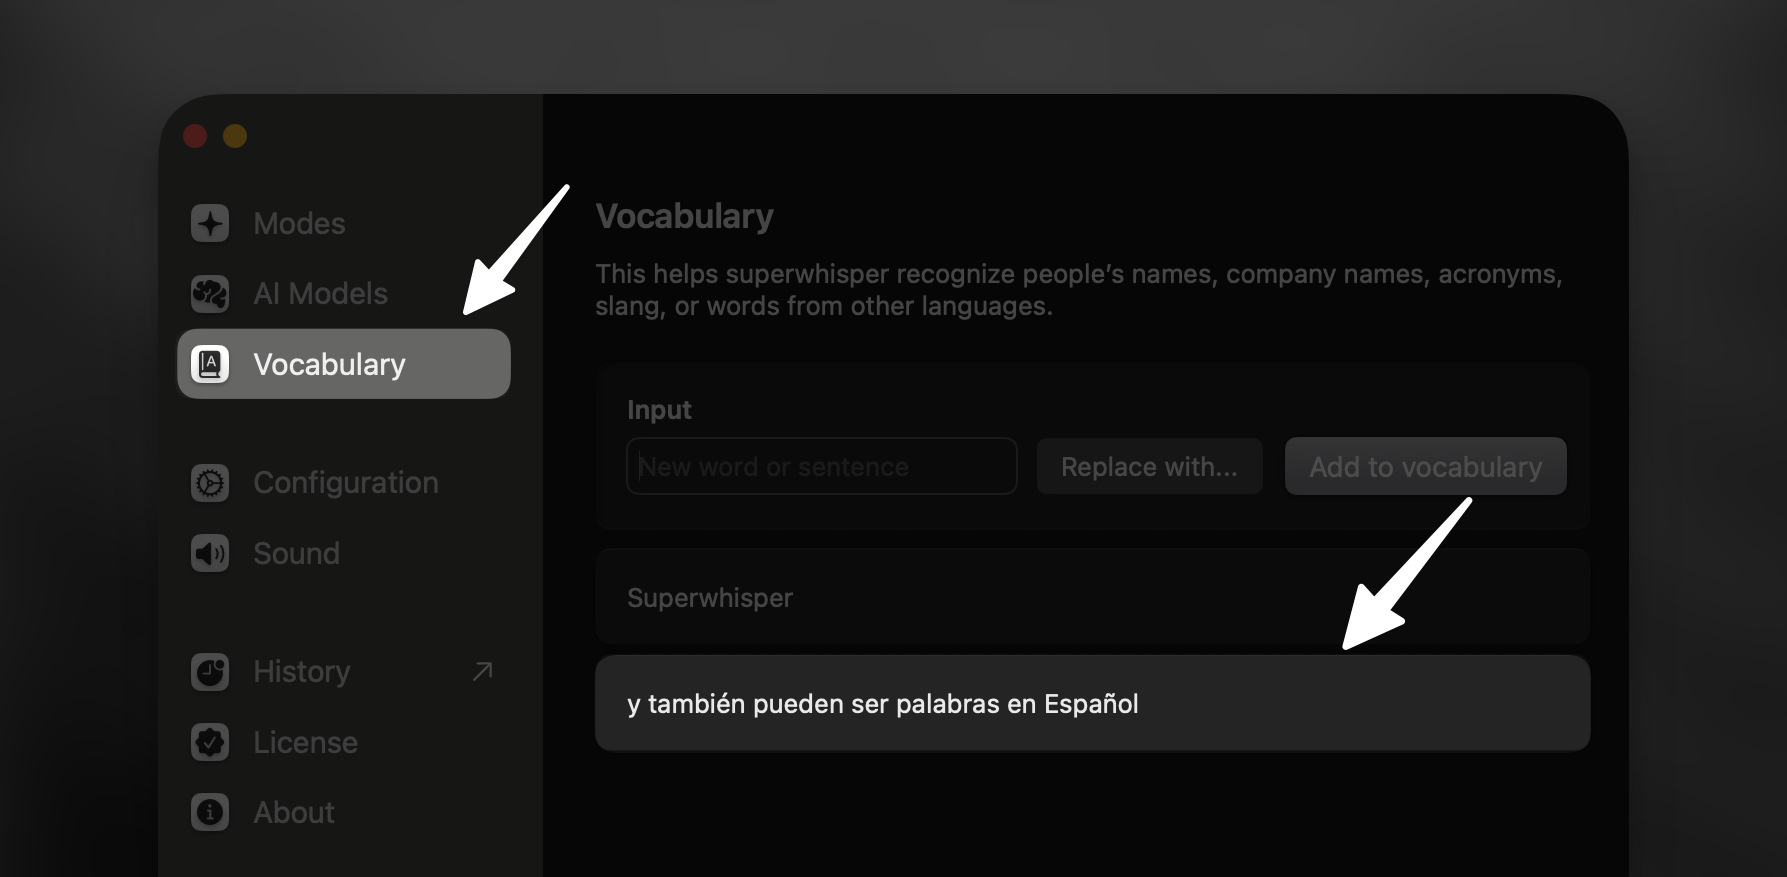 Modes
AI Models
Vocabulary
Configuration
Sound
History
License
About
Vocabulary
This helps superwhisper recognize people’s names, company names, acronyms,
slang, or words from other languages.
Input
New word or sentence
Replace with...
Add to vocabulary
Superwhisper
y también pueden ser palabras en Español